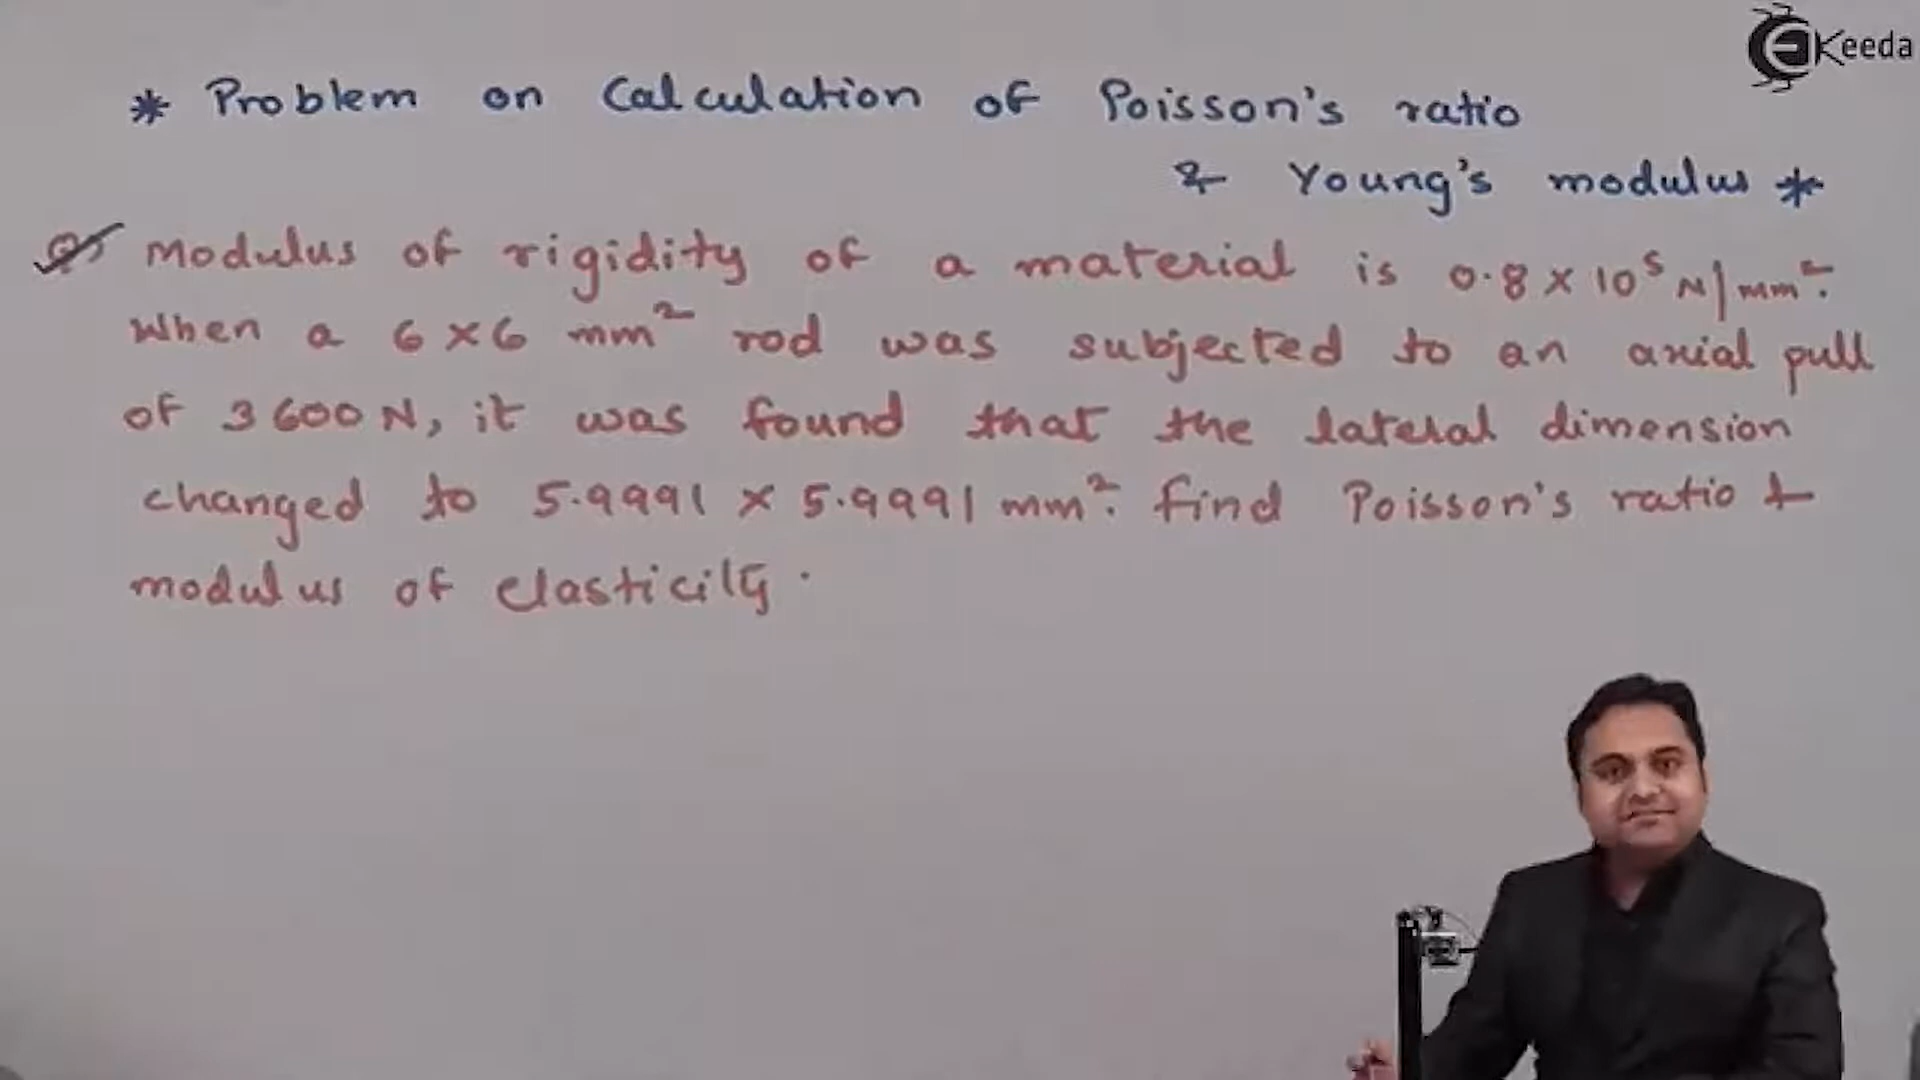 EKeeda
* Problem on Calculation of Poisson's ratio
& Young's modulus *
Q) Modulus of rigidity of a material is 0.8 × 10⁵ N/mm².
When a 6 × 6 mm² rod was subjected to an axial pull
of 3600 N, it was found that the lateral dimension
changed to 5.9991 × 5.9991 mm². Find Poisson's ratio &
modulus of elasticity.